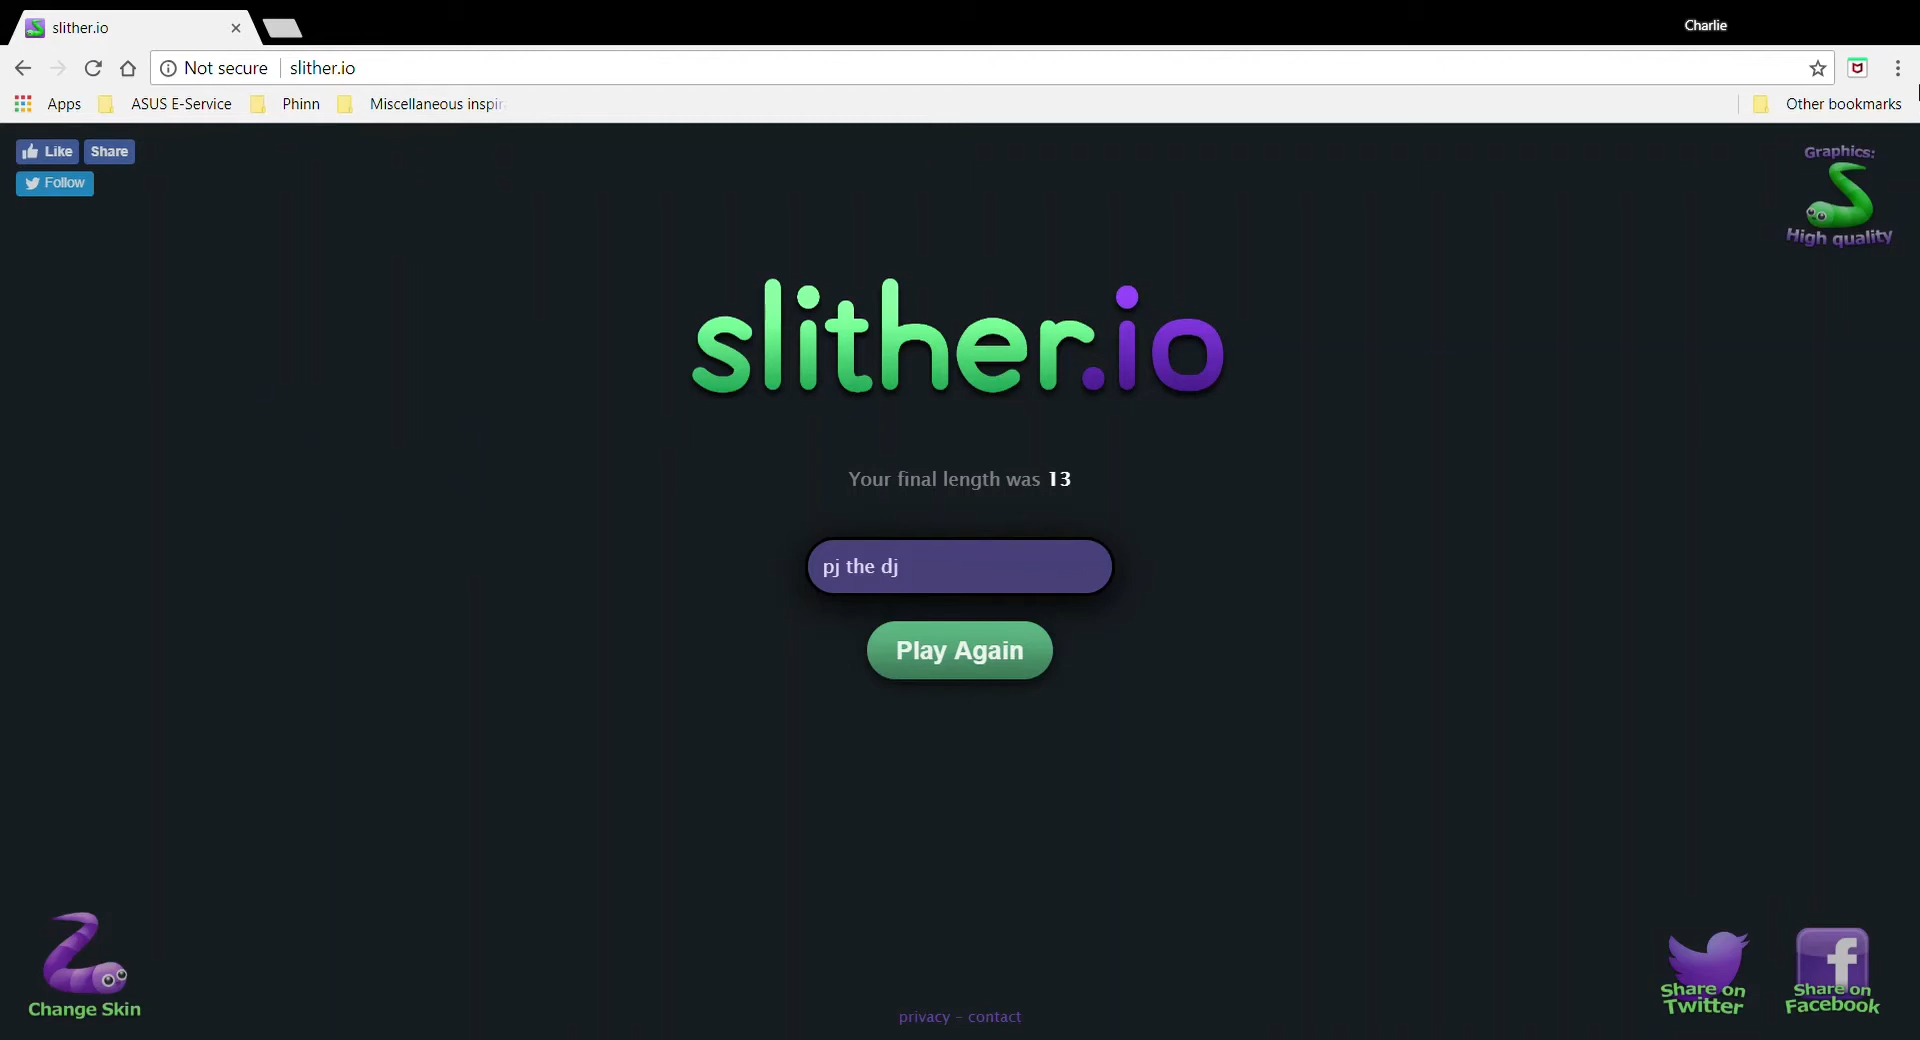 slither.io
Charlie
Not secure slither.io
Apps ASUS E-Service Phinn Miscellaneous inspir
Other bookmarks
Like Share
Follow
Graphics:
High quality
slither.io
Your final length was 13
pj the dj
Play Again
Change Skin
Share on
Twitter
Share on
Facebook
privacy - contact